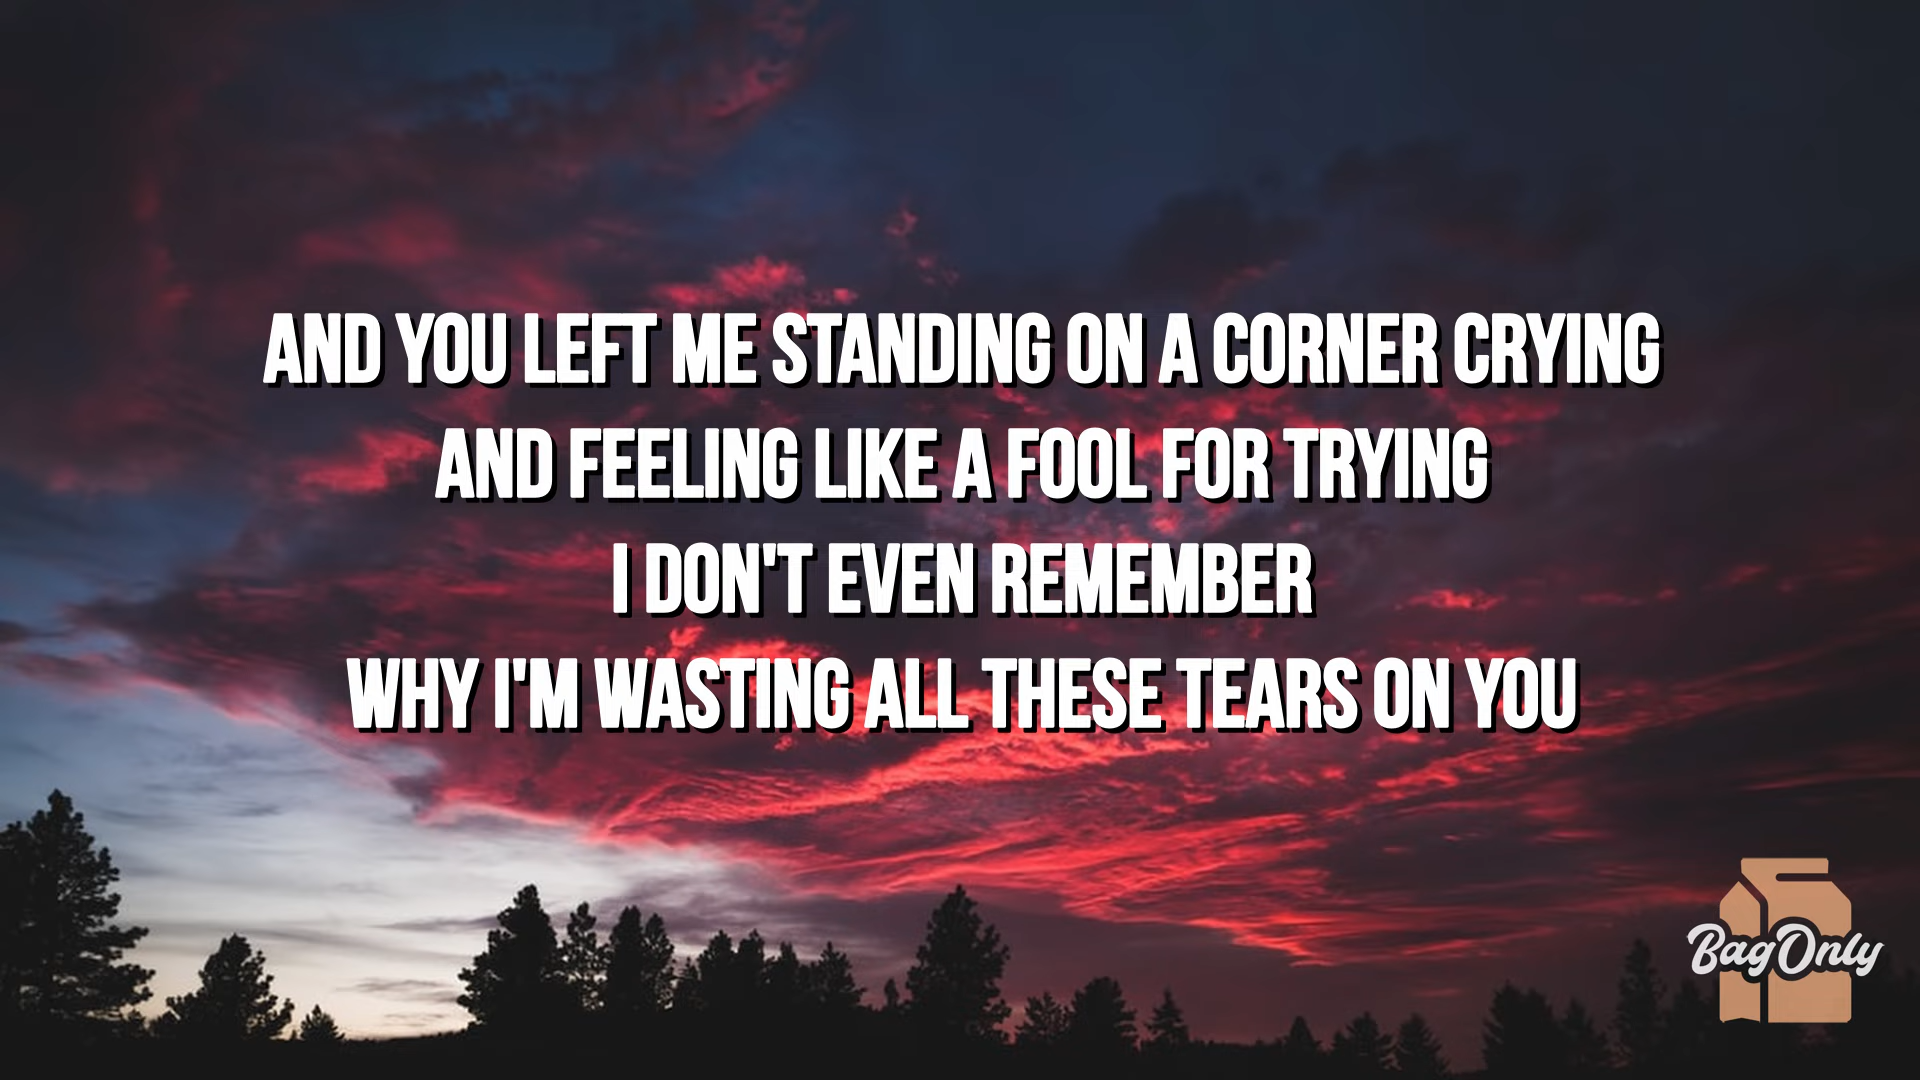 AND YOU LEFT ME STANDING ON A CORNER CRYING
AND FEELING LIKE A FOOL FOR TRYING
I DON'T EVEN REMEMBER
WHY I'M WASTING ALL THESE TEARS ON YOU
BagOnly